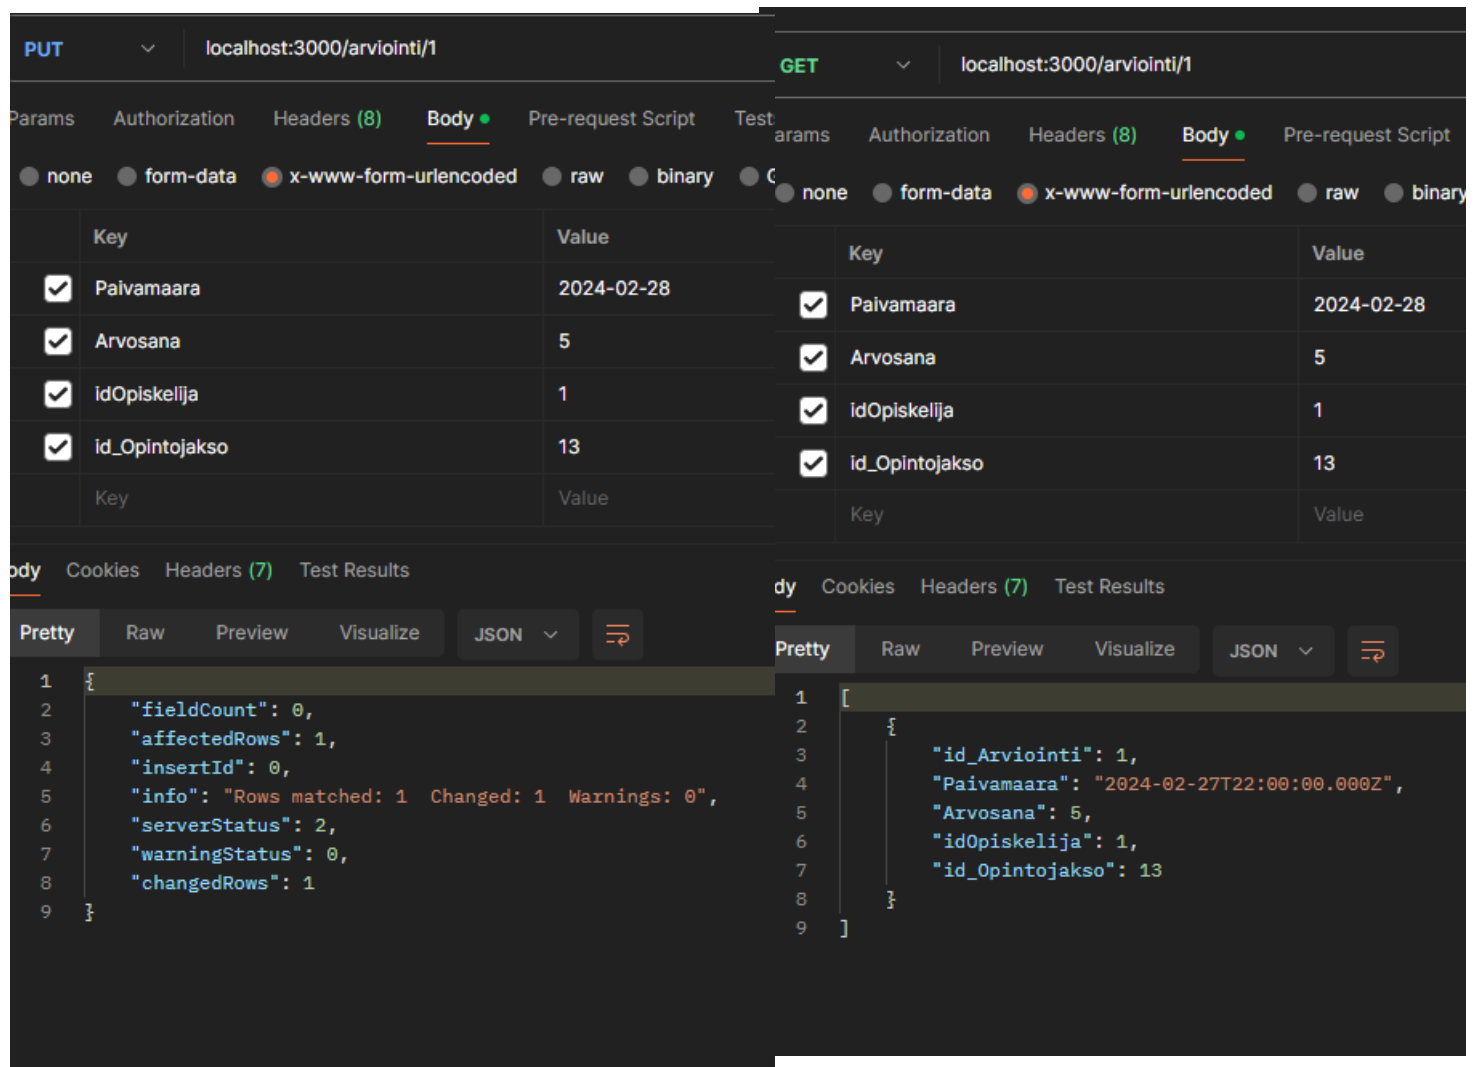 PUT localhost:3000/arviointi/1
Params Authorization Headers (8) Body Pre-request Script
none form-data x-www-form-urlencoded raw binary
Key Value
Paivamaara 2024-02-28
Arvosana 5
idOpiskelija 1
id_Opintojakso 13
Key Value
Cookies Headers (7) Test Results
Pretty Raw Preview Visualize JSON
1 {
2 "fieldCount": 0,
3 "affectedRows": 1,
4 "insertId": 0,
5 "info": "Rows matched: 1  Changed: 1  Warnings: 0",
6 "serverStatus": 2,
7 "warningStatus": 0,
8 "changedRows": 1
9 }
GET localhost:3000/arviointi/1
arams Authorization Headers (8) Body Pre-request Script
none form-data x-www-form-urlencoded raw binary
Key Value
Paivamaara 2024-02-28
Arvosana 5
idOpiskelija 1
id_Opintojakso 13
Key Value
dy Cookies Headers (7) Test Results
Pretty Raw Preview Visualize JSON
1 [
2 {
3 "id_Arviointi": 1,
4 "Paivamaara": "2024-02-27T22:00:00.000Z",
5 "Arvosana": 5,
6 "idOpiskelija": 1,
7 "id_Opintojakso": 13
8 }
9 ]